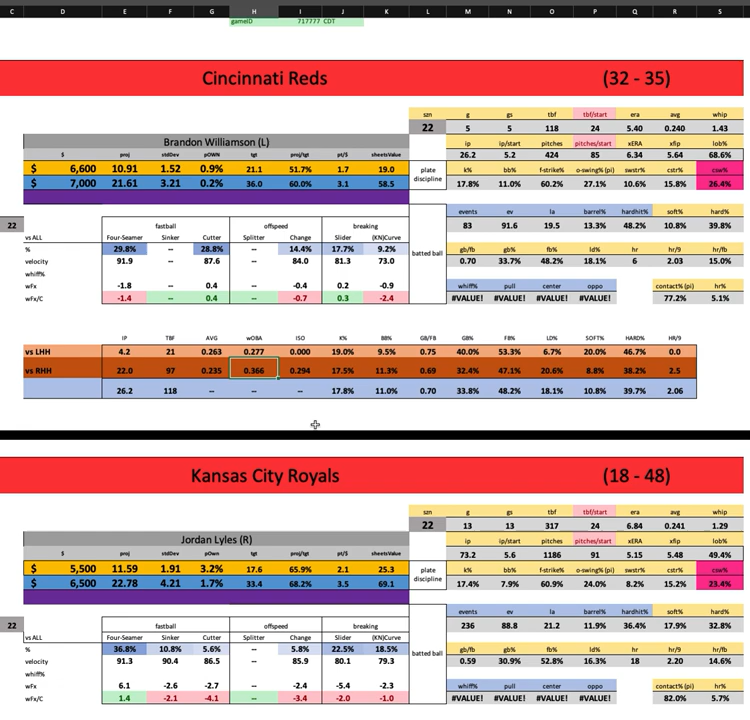 C D E F G H I J K L M N O P Q R S
gameID 717777 CDT
Cincinnati Reds (32 - 35)
szn g gs tbf tbf/start era avg whip
22 5 5 118 24 5.40 0.240 1.43
Brandon Williamson (L) ip ip/start pitches pitches/start xERA xfip lob%
$ proj stdDev pOWN tgt proj/tgt pt/$ sheetsValue 26.2 5.2 424 85 6.34 5.64 68.6%
$ 6,600 10.91 1.52 0.9% 21.1 51.7% 1.7 19.0 plate discipline k% bb% f-strike% o-swing% (pi) swstr% cstr% csw%
$ 7,000 21.61 3.21 0.2% 36.0 60.0% 3.1 58.5 17.8% 11.0% 60.2% 27.1% 10.6% 15.8% 26.4%
events ev la barrel% hardhit% soft% hard%
22 fastball offspeed breaking 83 91.6 19.5 13.3% 48.2% 10.8% 39.8%
vs ALL Four-Seamer Sinker Cutter Splitter Change Slider (KN)Curve
% 29.8% -- 28.8% -- 14.4% 17.7% 9.2% batted ball gb/fb gb% fb% ld% hr hr/9 hr/fb
velocity 91.9 -- 87.6 -- 84.0 81.3 73.0 0.70 33.7% 48.2% 18.1% 6 2.03 15.0%
whiff%
wFx -1.8 -- 0.4 -- -0.4 0.2 -0.9 whiff% pull center oppo contact% (pi) hr%
wFx/C -1.4 -- 0.4 -- -0.7 0.3 -2.4 #VALUE! #VALUE! #VALUE! #VALUE! 77.2% 5.1%
IP TBF AVG wOBA ISO K% BB% GB/FB GB% FB% LD% SOFT% HARD% HR/9
vs LHH 4.2 21 0.263 0.277 0.000 19.0% 9.5% 0.75 40.0% 53.3% 6.7% 20.0% 46.7% 0.0
vs RHH 22.0 97 0.235 0.366 0.294 17.5% 11.3% 0.69 32.4% 47.1% 20.6% 8.8% 38.2% 2.5
26.2 118 -- -- -- 17.8% 11.0% 0.70 33.8% 48.2% 18.1% 10.8% 39.7% 2.06
Kansas City Royals (18 - 48)
szn g gs tbf tbf/start era avg whip
22 13 13 317 24 6.84 0.241 1.29
Jordan Lyles (R) ip ip/start pitches pitches/start xERA xfip lob%
$ proj stdDev pOwn tgt proj/tgt pt/$ sheetsValue 73.2 5.6 1186 91 5.15 5.48 49.4%
$ 5,500 11.59 1.91 3.2% 17.6 65.9% 2.1 25.3 plate discipline k% bb% f-strike% o-swing% (pi) swstr% cstr% csw%
$ 6,500 22.78 4.21 1.7% 33.4 68.2% 3.5 69.1 17.4% 7.9% 60.9% 24.0% 8.2% 15.2% 23.4%
events ev la barrel% hardhit% soft% hard%
22 fastball offspeed breaking 236 88.8 21.2 11.9% 36.4% 17.9% 32.8%
vs ALL Four-Seamer Sinker Cutter Splitter Change Slider (KN)Curve
% 36.8% 10.8% 5.6% -- 5.8% 22.5% 18.5% batted ball gb/fb gb% fb% ld% hr hr/9 hr/fb
velocity 91.3 90.4 86.5 -- 85.9 80.1 79.3 0.59 30.9% 52.8% 16.3% 18 2.20 14.6%
whiff%
wFx 6.1 -2.6 -2.7 -- -2.4 -5.4 -2.3 whiff% pull center oppo contact% (pi) hr%
wFx/C 1.4 -2.1 -4.1 -- -3.4 -2.0 -1.0 #VALUE! #VALUE! #VALUE! #VALUE! 82.0% 5.7%